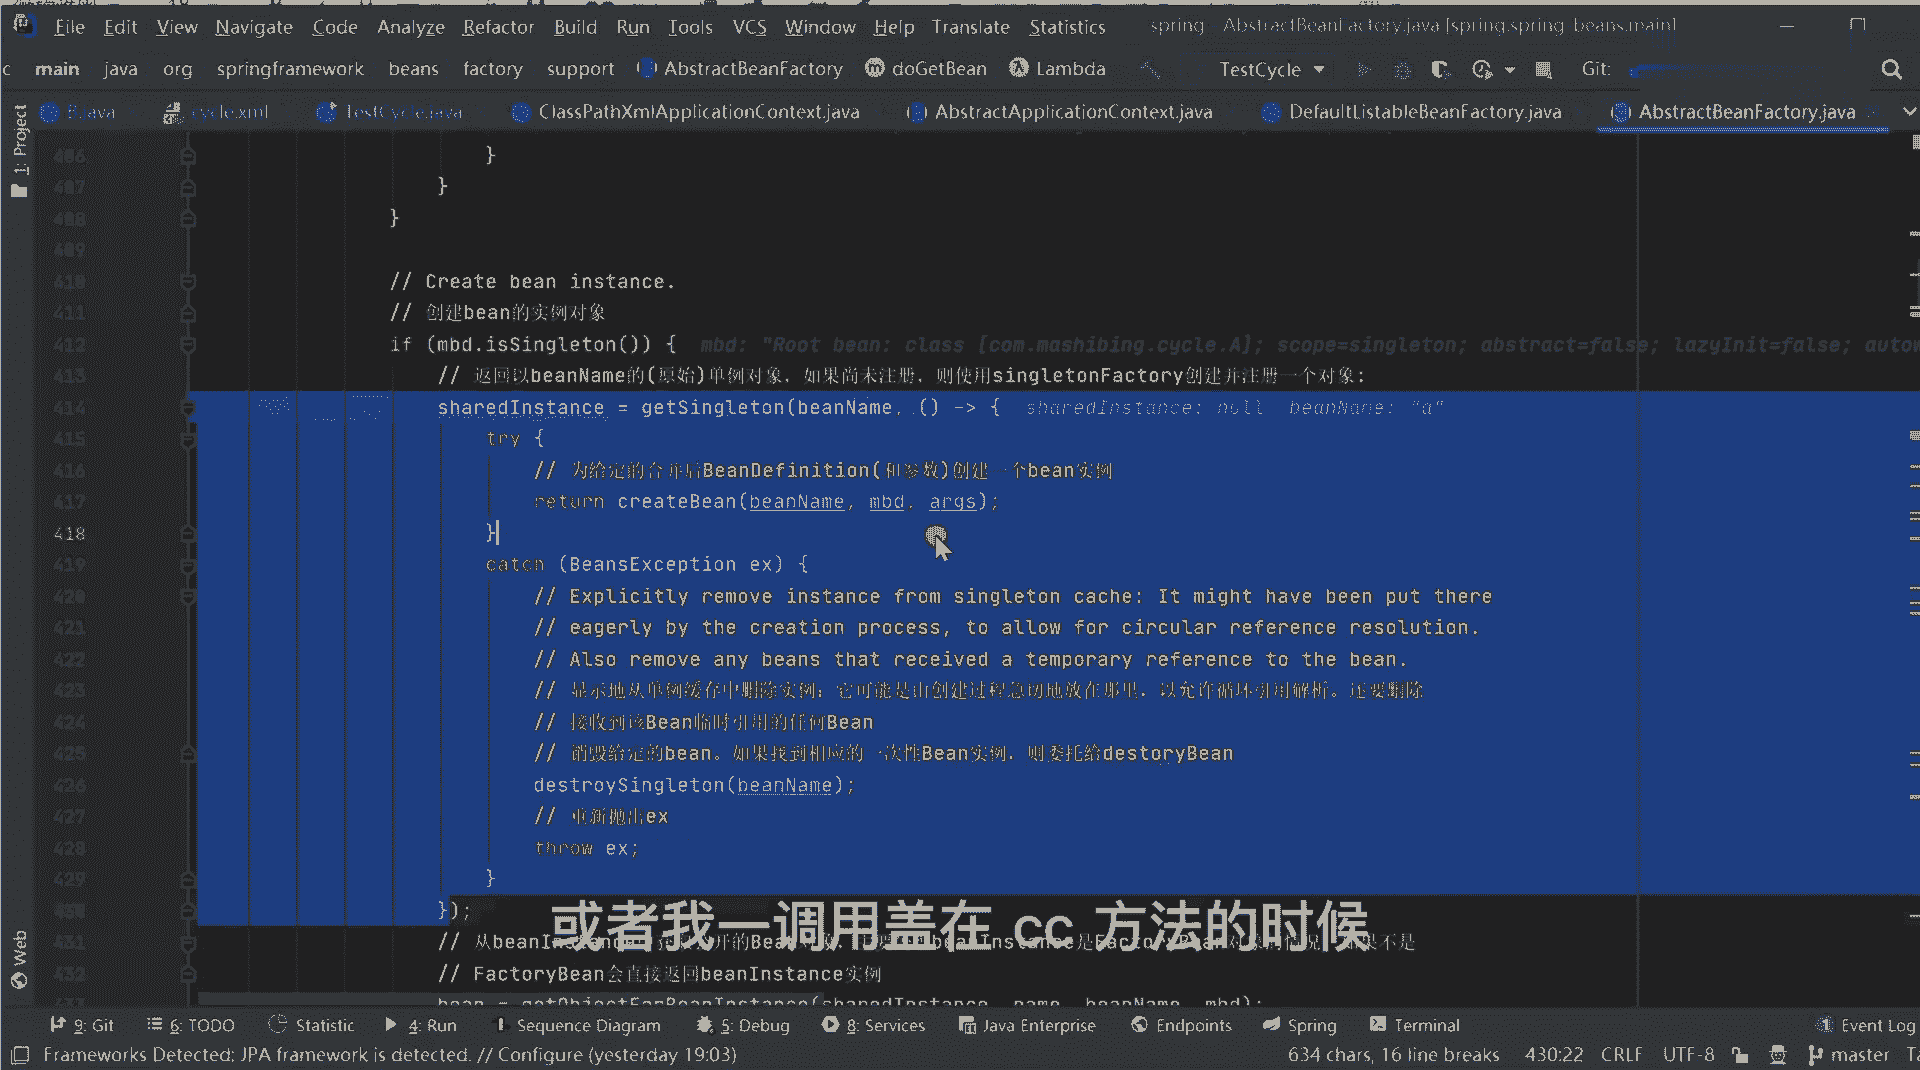 File Edit View Navigate Code Analyze Refactor Build Run Tools VCS Window Help Translate Statistics spring - AbstractBeanFactory.java [spring.spring-beans.main]
main java org springframework beans factory support AbstractBeanFactory doGetBean Lambda TestCycle Git:
B.java cycle.xml TestCycle.java ClassPathXmlApplicationContext.java AbstractApplicationContext.java DefaultListableBeanFactory.java AbstractBeanFactory.java
1: Project
406 }
407 }
408 }
409
410 // Create bean instance.
411 // 创建bean的实例对象
412 if (mbd.isSingleton()) { mbd: "Root bean: class [com.mashibing.cycle.A]; scope=singleton; abstract=false; lazyInit=false; autow
413 // 返回以beanName的(原始)单例对象，如果尚未注册，则使用singletonFactory创建并注册一个对象:
414 sharedInstance = getSingleton(beanName, () -> { sharedInstance: null beanName: "a"
415 try {
416 // 为给定的合并后BeanDefinition(和参数)创建一个bean实例
417 return createBean(beanName, mbd, args);
418 }
419 catch (BeansException ex) {
420 // Explicitly remove instance from singleton cache: It might have been put there
421 // eagerly by the creation process, to allow for circular reference resolution.
422 // Also remove any beans that received a temporary reference to the bean.
423 // 显示地从单例缓存中删除实例：它可能是由创建过程急切地放在那里，以允许循环引用解析。还要删除
424 // 接收到该Bean临时引用的任何Bean
425 // 销毁给定的bean。如果找到相应的一次性Bean实例，则委托给destoryBean
426 destroySingleton(beanName);
427 // 重新抛出ex
428 throw ex;
429 }
430 });
或者我一调用盖在 cc 方法的时候
431 // 从beanIn
432 // FactoryBean会直接返回beanInstance实例
bean = getObjectForBeanInstance(sharedInstance, name, beanName, mbd);
Web
9: Git 6: TODO Statistic 4: Run Sequence Diagram 5: Debug 8: Services Java Enterprise Endpoints Spring Terminal 1 Event Log
Frameworks Detected: JPA framework is detected. // Configure (yesterday 19:03) 634 chars, 16 line breaks 430:22 CRLF UTF-8 master